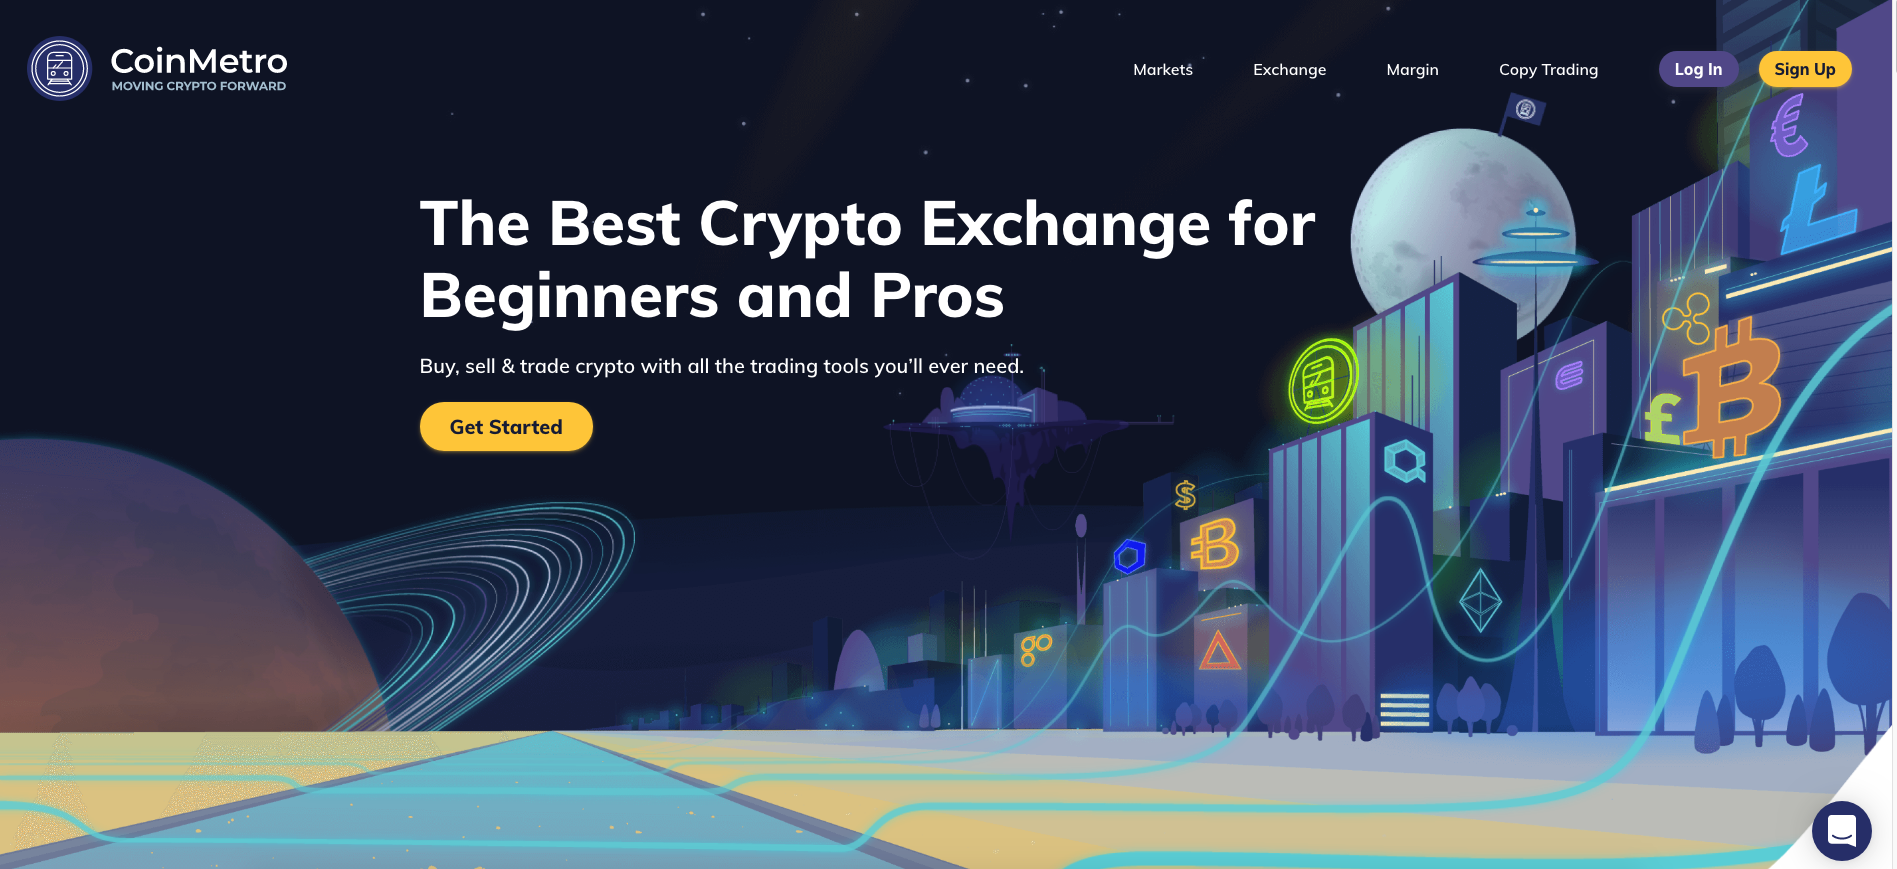 CoinMetro
MOVING CRYPTO FORWARD
Markets
Exchange
Margin
Copy Trading
Log In
Sign Up
The Best Crypto Exchange for
Beginners and Pros
Buy, sell & trade crypto with all the trading tools you’ll ever need.
Get Started